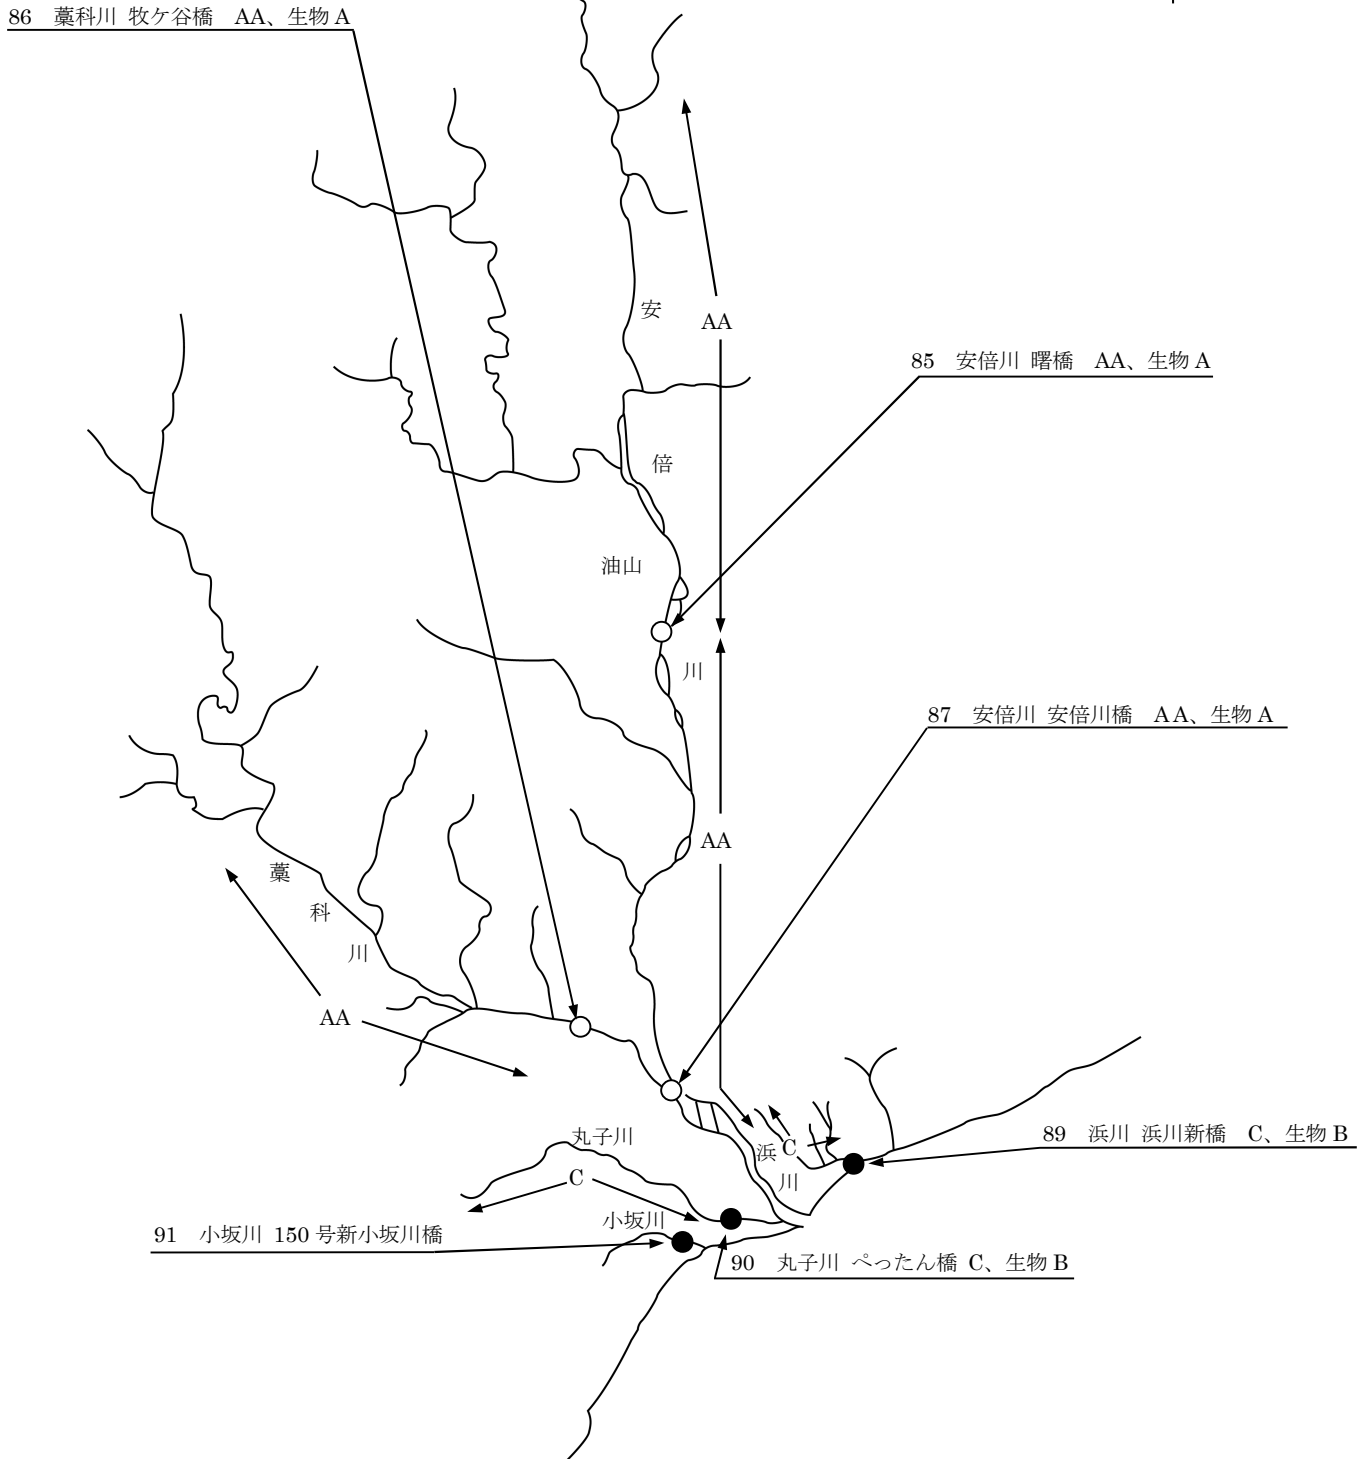 86 藁科川 牧ケ谷橋 AA、生物 A
安
AA
85 安倍川 曙橋 AA、生物 A
倍
油山
川
87 安倍川 安倍川橋 AA、生物 A
AA
藁
科
川
AA
丸子川
89 浜川 浜川新橋 C、生物 B
浜 C
川
C
小坂川
91 小坂川 150 号新小坂川橋
90 丸子川 ぺったん橋 C、生物 B